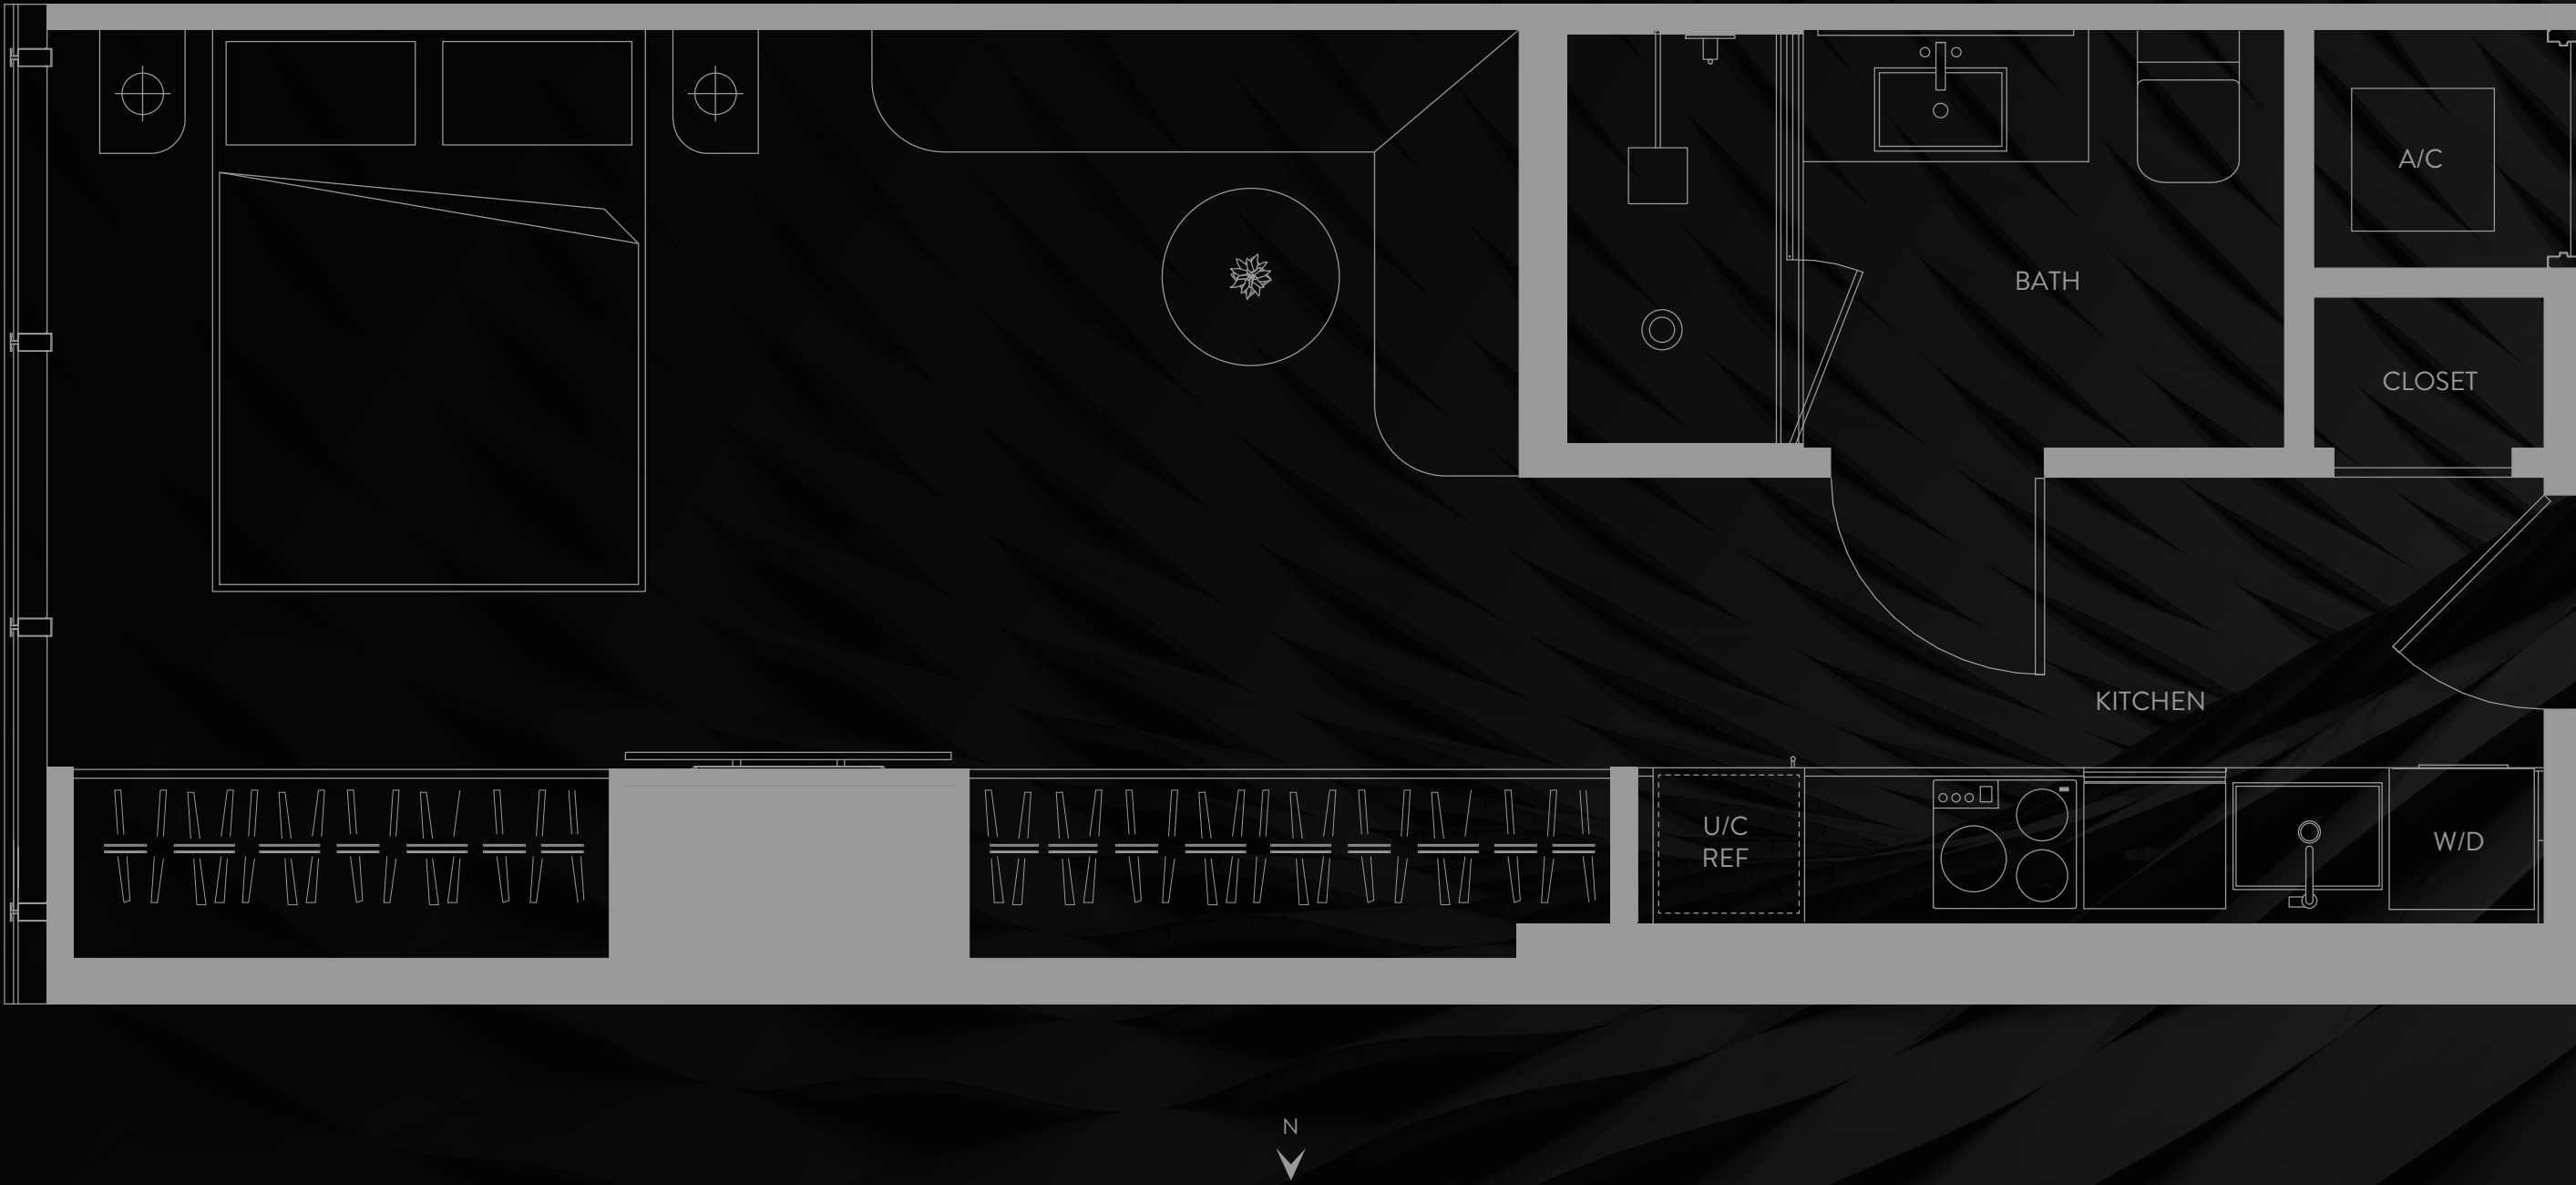 A/C
BATH
CLOSET
KITCHEN
U/C
REF
W/D
N